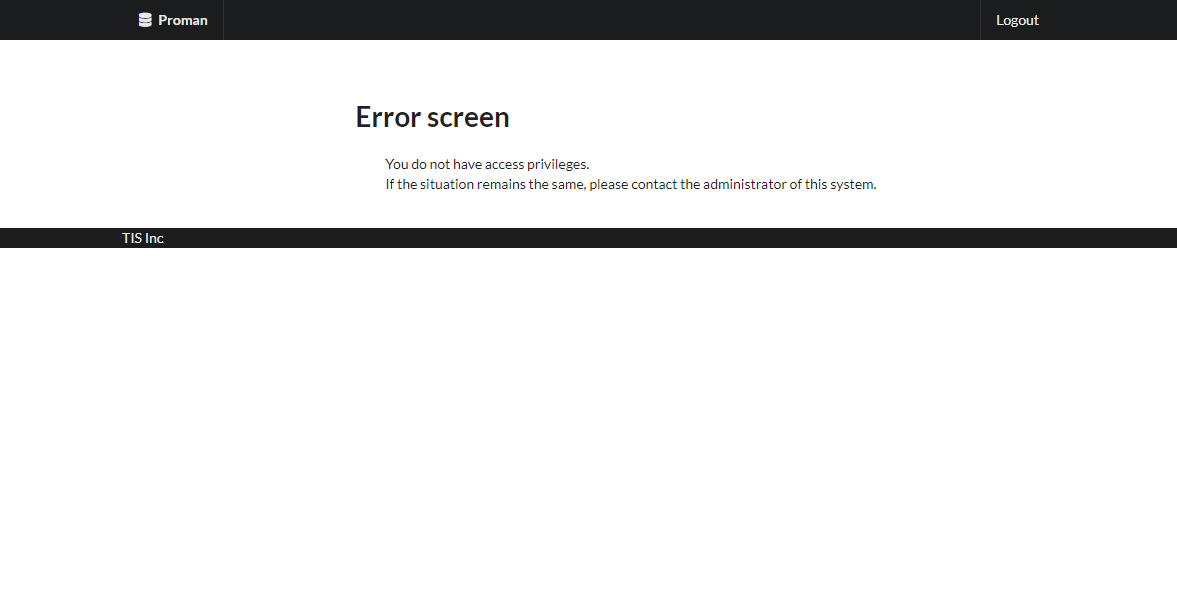 Proman
Logout
Error screen
You do not have access privileges.
If the situation remains the same, please contact the administrator of this system.
TIS Inc